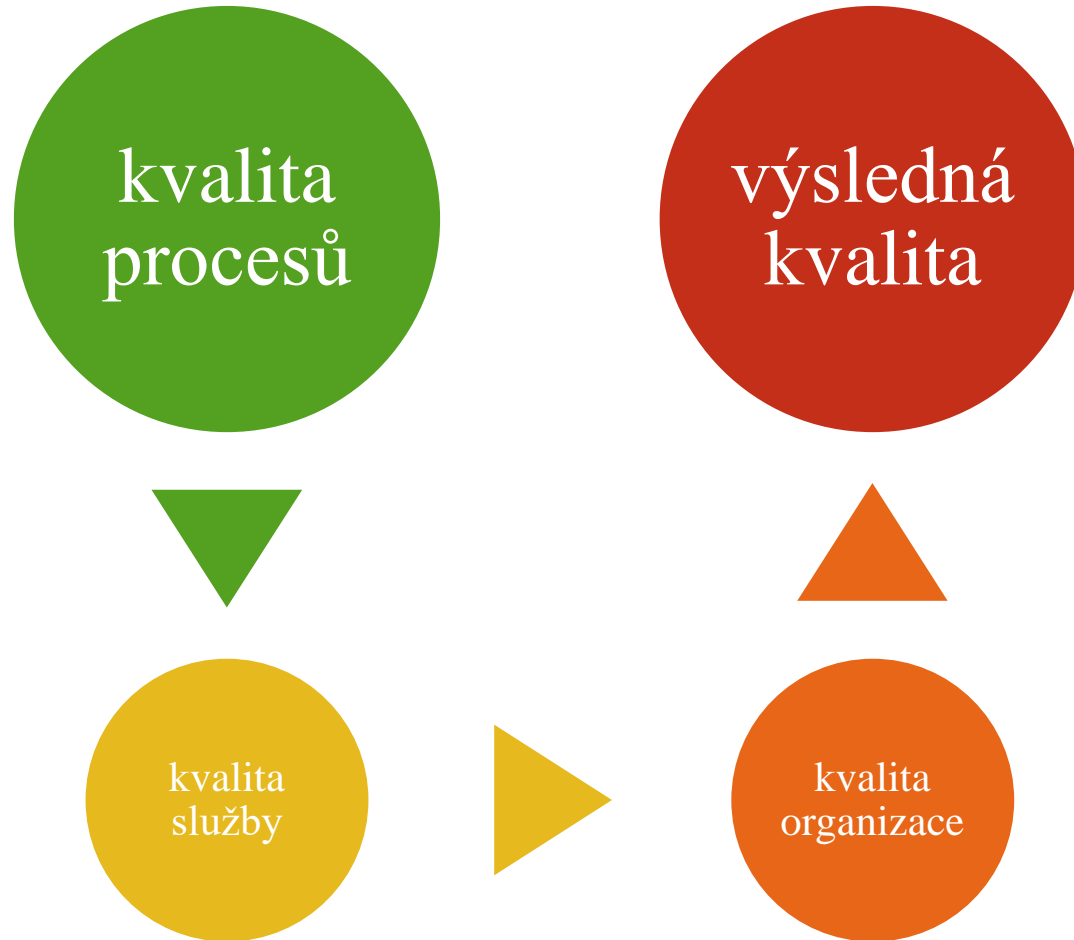 kvalita
procesů
výsledná
kvalita
kvalita
služby
kvalita
organizace